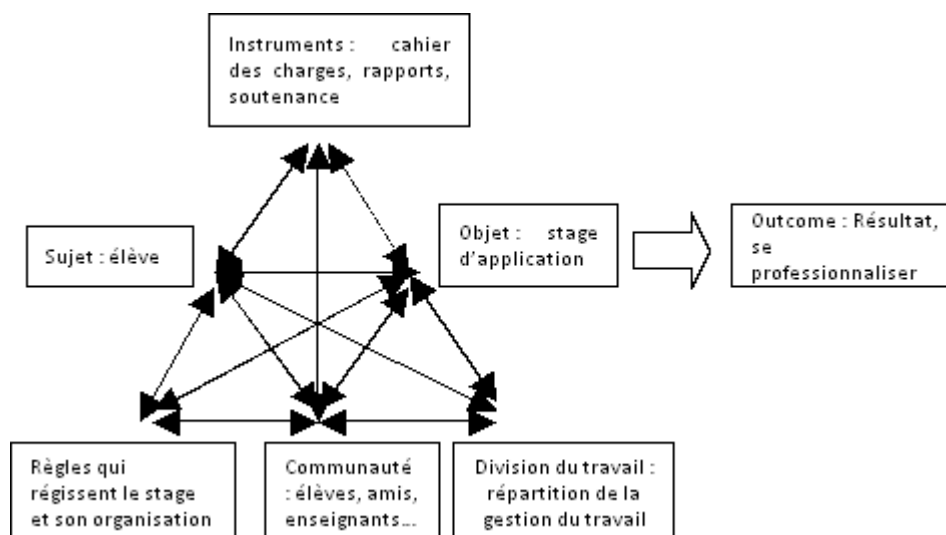 Instruments : cahier
des charges, rapports,
soutenance
Sujet : élève
Objet : stage
d'application
Outcome : Résultat,
se
professionnaliser
Règles qui
régissent le stage
et son organisation
Communauté
: élèves, amis,
enseignants...
Division du travail :
répartition de la
gestion du travail